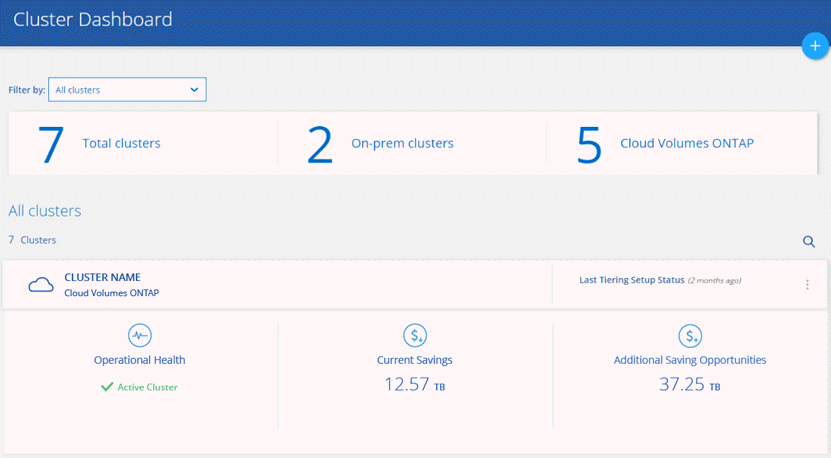 Cluster Dashboard
+
Filter by: All clusters
7 Total clusters 2 On-prem clusters 5 Cloud Volumes ONTAP
All clusters
7 Clusters
CLUSTER NAME
Cloud Volumes ONTAP
Last Tiering Setup Status (2 months ago)
Operational Health
Active Cluster
Current Savings
12.57 TB
Additional Saving Opportunities
37.25 TB